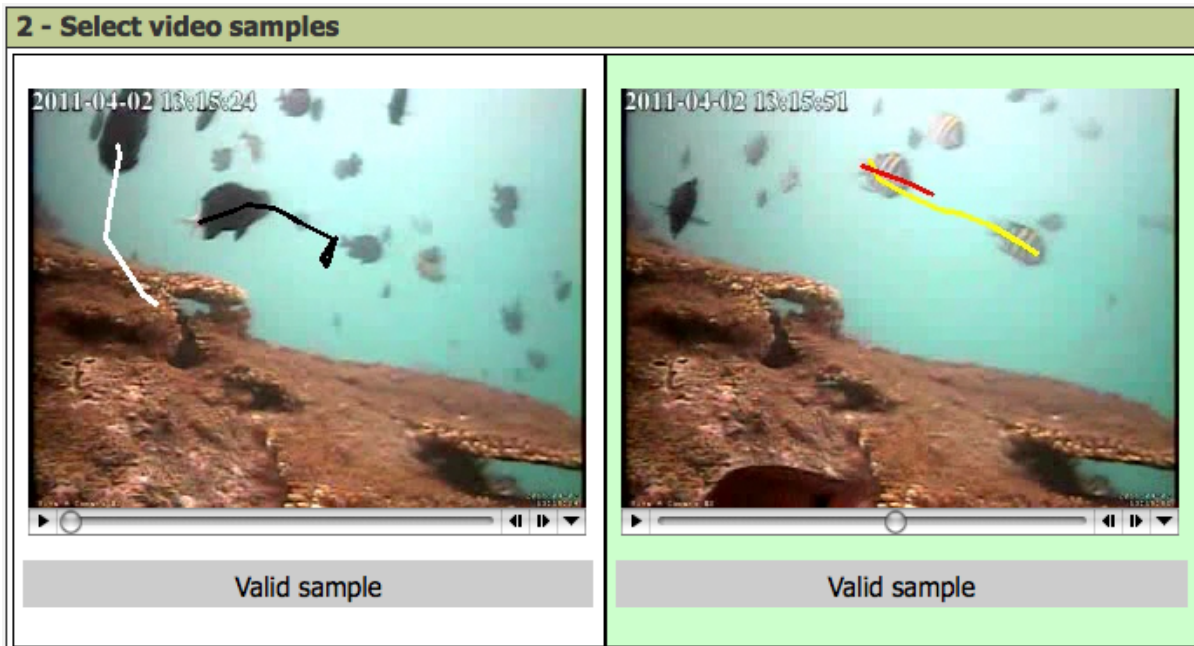 2 - Select video samples
2011-04-02 13:15:24
2011-04-02 13:15:51
Valid sample
Valid sample